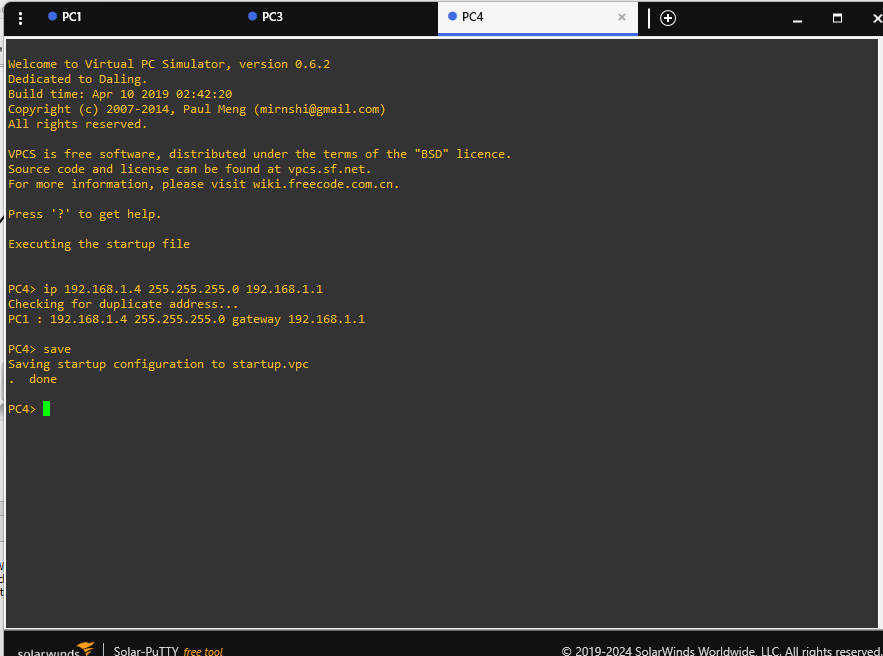 PC1
PC3
PC4
Welcome to Virtual PC Simulator, version 0.6.2
Dedicated to Daling.
Build time: Apr 10 2019 02:42:20
Copyright (c) 2007-2014, Paul Meng (mirnshi@gmail.com)
All rights reserved.
VPCS is free software, distributed under the terms of the "BSD" licence.
Source code and license can be found at vpcs.sf.net.
For more information, please visit wiki.freecode.com.cn.
Press '?' to get help.
Executing the startup file
PC4> ip 192.168.1.4 255.255.255.0 192.168.1.1
Checking for duplicate address...
PC1 : 192.168.1.4 255.255.255.0 gateway 192.168.1.1
PC4> save
Saving startup configuration to startup.vpc
.  done
PC4>
solarwinds
Solar-PuTTY free tool
© 2019-2024 SolarWinds Worldwide, LLC. All rights reserved.